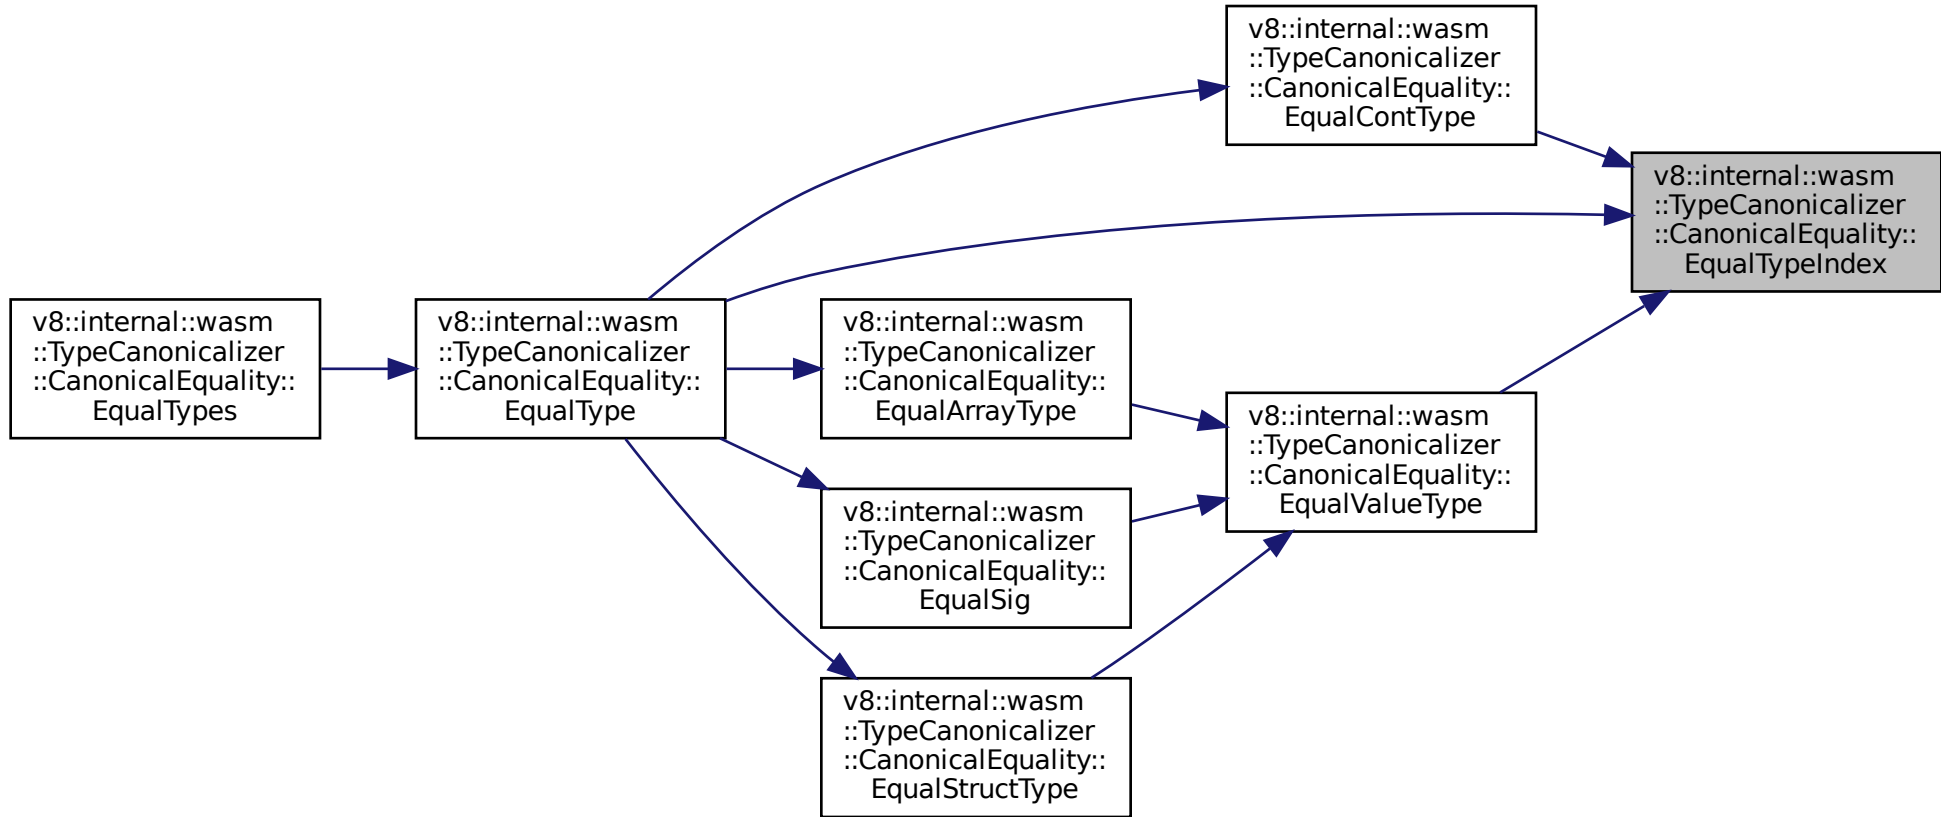 v8::internal::wasm
::TypeCanonicalizer
::CanonicalEquality::
EqualContType
v8::internal::wasm
::TypeCanonicalizer
::CanonicalEquality::
EqualTypeIndex
v8::internal::wasm
::TypeCanonicalizer
::CanonicalEquality::
EqualTypes
v8::internal::wasm
::TypeCanonicalizer
::CanonicalEquality::
EqualType
v8::internal::wasm
::TypeCanonicalizer
::CanonicalEquality::
EqualArrayType
v8::internal::wasm
::TypeCanonicalizer
::CanonicalEquality::
EqualValueType
v8::internal::wasm
::TypeCanonicalizer
::CanonicalEquality::
EqualSig
v8::internal::wasm
::TypeCanonicalizer
::CanonicalEquality::
EqualStructType